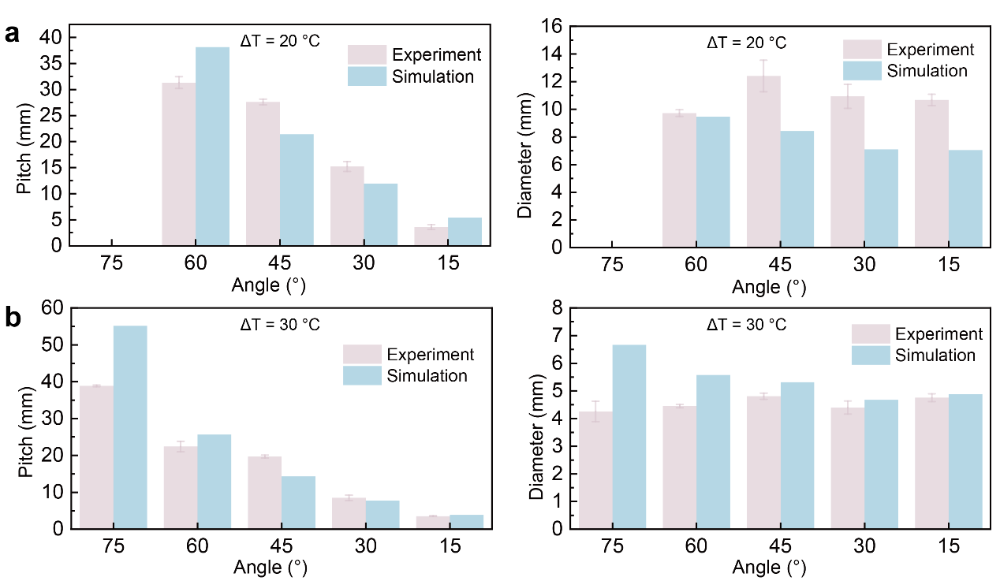 a
ΔT = 20 °C
Experiment
Simulation
Pitch (mm)
40
35
30
25
20
15
10
5
0
75 60 45 30 15
Angle (°)
ΔT = 20 °C
Experiment
Simulation
Diameter (mm)
16
14
12
10
8
6
4
2
0
75 60 45 30 15
Angle (°)
b
ΔT = 30 °C
Experiment
Simulation
Pitch (mm)
60
50
40
30
20
10
0
75 60 45 30 15
Angle (°)
ΔT = 30 °C
Experiment
Simulation
Diameter (mm)
8
7
6
5
4
3
2
1
0
75 60 45 30 15
Angle (°)